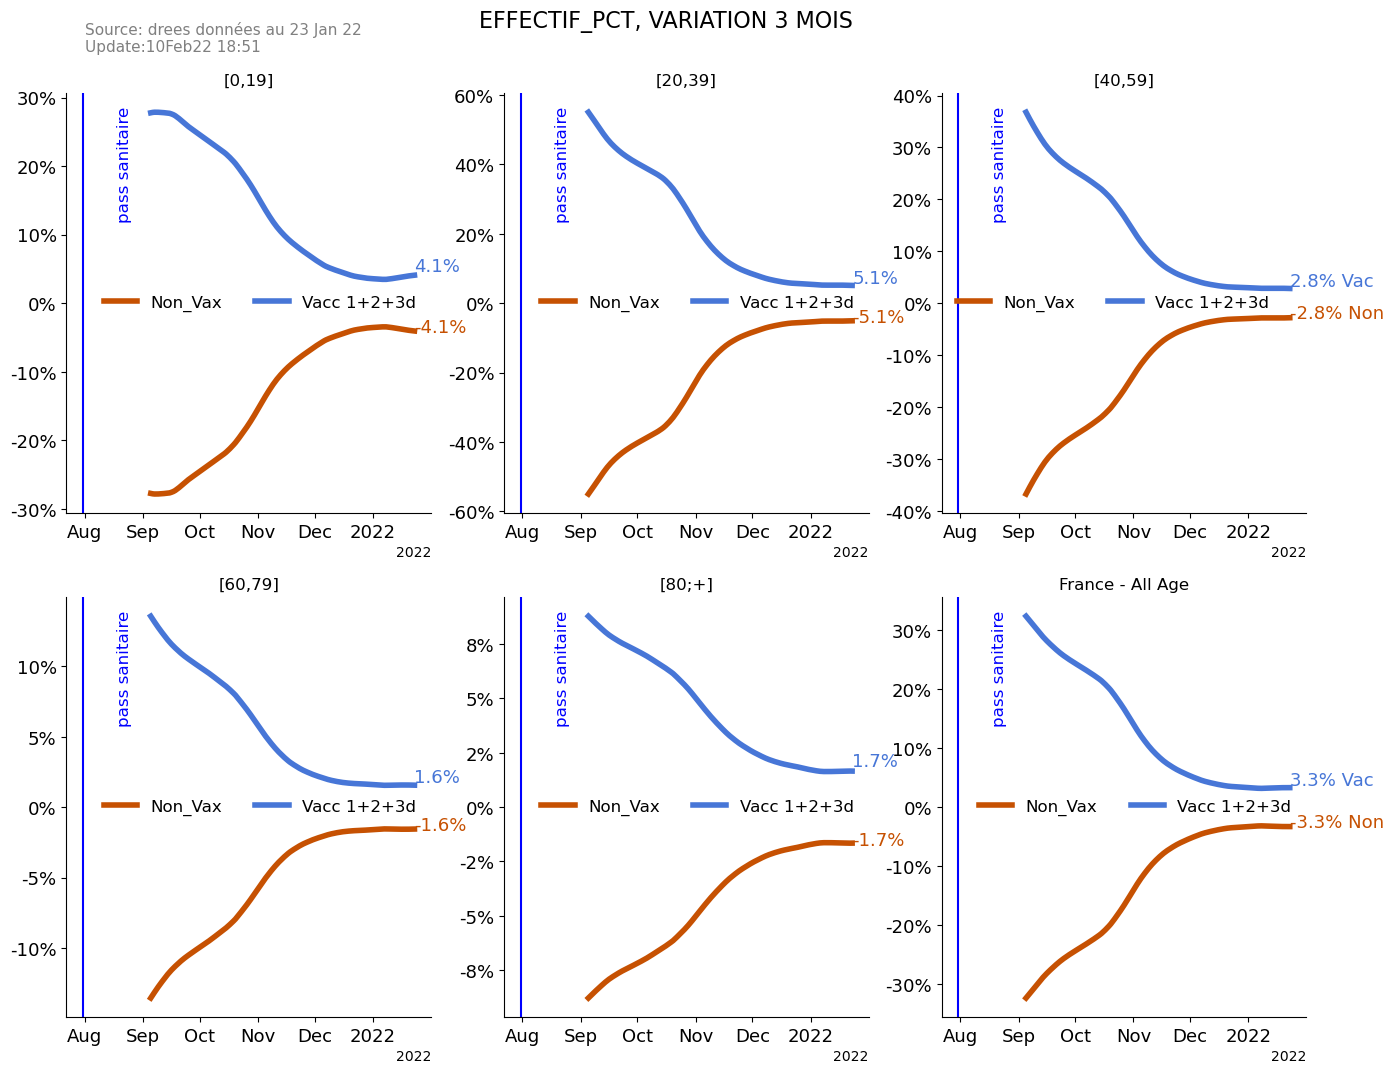 EFFECTIF_PCT, VARIATION 3 MOIS
Source: drees données au 23 Jan 22
Update:10Feb22 18:51
[0,19]
30%
20%
10%
0%
-10%
-20%
-30%
pass sanitaire
4.1%
Non_Vax
Vacc 1+2+3d
-4.1%
Aug Sep Oct Nov Dec 2022
2022
[20,39]
60%
40%
20%
0%
-20%
-40%
-60%
pass sanitaire
5.1%
Non_Vax
Vacc 1+2+3d
-5.1%
Aug Sep Oct Nov Dec 2022
2022
[40,59]
40%
30%
20%
10%
0%
-10%
-20%
-30%
-40%
pass sanitaire
2.8% Vac
Non_Vax
Vacc 1+2+3d
-2.8% Non
Aug Sep Oct Nov Dec 2022
2022
[60,79]
10%
5%
0%
-5%
-10%
pass sanitaire
1.6%
Non_Vax
Vacc 1+2+3d
-1.6%
Aug Sep Oct Nov Dec 2022
2022
[80;+]
8%
5%
2%
0%
-2%
-5%
-8%
pass sanitaire
1.7%
Non_Vax
Vacc 1+2+3d
-1.7%
Aug Sep Oct Nov Dec 2022
2022
France - All Age
30%
20%
10%
0%
-10%
-20%
-30%
pass sanitaire
3.3% Vac
Non_Vax
Vacc 1+2+3d
-3.3% Non
Aug Sep Oct Nov Dec 2022
2022